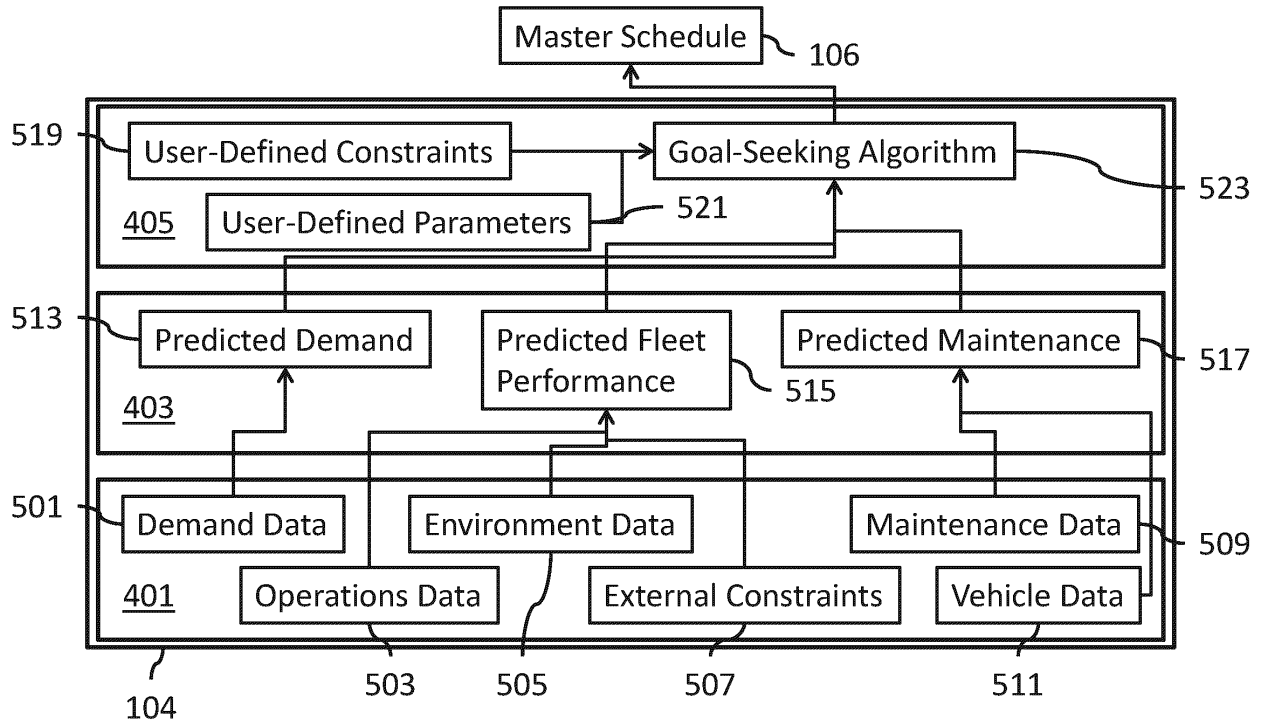 Master Schedule
106
519
User-Defined Constraints
Goal-Seeking Algorithm
523
405
User-Defined Parameters
521
513
Predicted Demand
Predicted Fleet
Performance
Predicted Maintenance
517
515
403
501
Demand Data
Environment Data
Maintenance Data
509
401
Operations Data
External Constraints
Vehicle Data
104
503
505
507
511